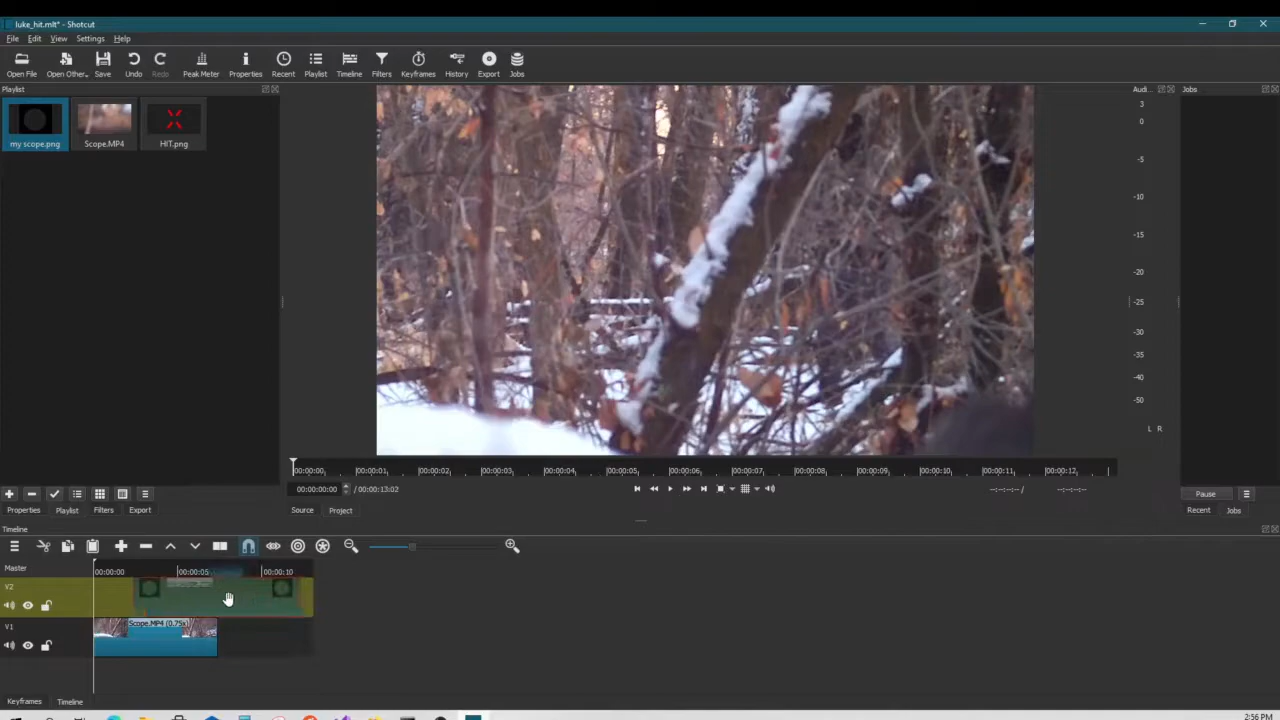 luke_hit.mlt* - Shotcut
File Edit View Settings Help
Open File Open Other.. Save Undo Redo Peak Meter Properties Recent Playlist Timeline Filters Keyframes History Export Jobs
Playlist
Audi...
Jobs
my scope.png Scope.MP4 HIT.png
3
0
-5
-10
-15
-20
-25
-30
-35
-40
-50
L R
00:00:00 00:00:01 00:00:02 00:00:03 00:00:04 00:00:05 00:00:06 00:00:07 00:00:08 00:00:09 00:00:10 00:00:11 00:00:12
00:00:00:00 / 00:00:13:02
--:--:--:-- / --:--:--:--
Pause
Properties Playlist Filters Export
Source Project
Recent Jobs
Timeline
Master
00:00:00 00:00:05 00:00:10
V2
V1
Scope.MP4 (0.75x)
Keyframes Timeline
2:56 PM